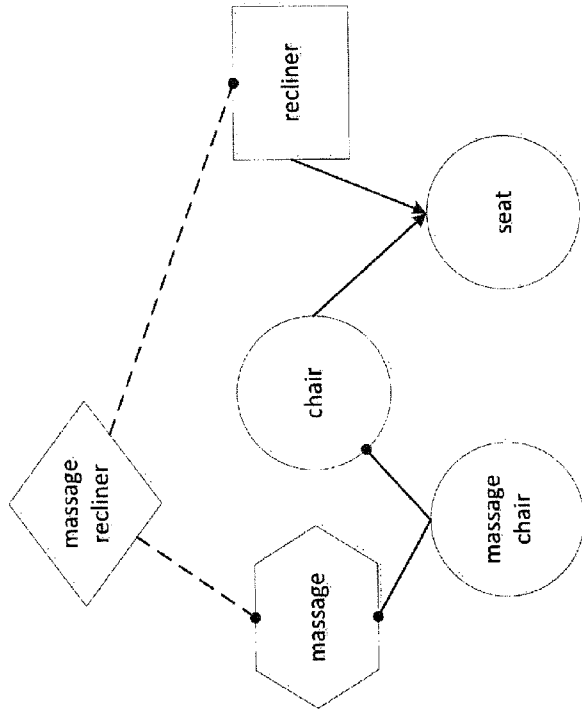 massage
recliner
massage
chair
recliner
massage
chair
seat